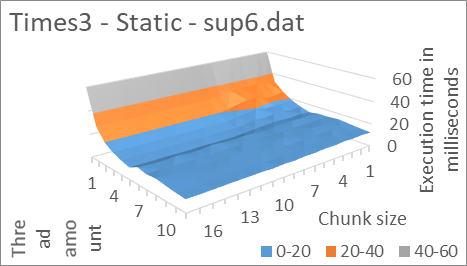 Times3 - Static - sup6.dat
60
40
20
0
Execution time in
milliseconds
1
4
7
10
Thre
ad
amo
unt
16
13
10
7
4
1
Chunk size
0-20 20-40 40-60